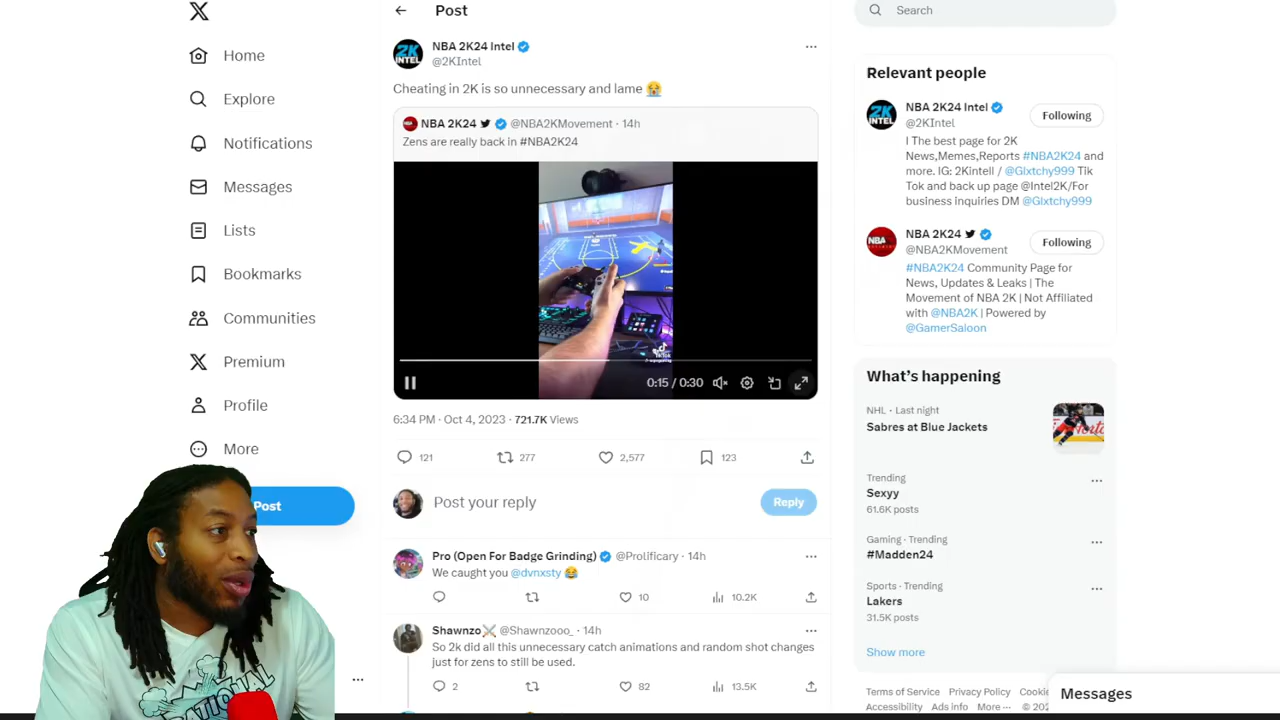 Home
Explore
Notifications
Messages
Lists
Bookmarks
Communities
Premium
Profile
More
Post
Post
2K
INTEL
NBA 2K24 Intel
@2KIntel
Cheating in 2K is so unnecessary and lame
NBA 2K24
@NBA2KMovement · 14h
Zens are really back in #NBA2K24
TikTok
0:15 / 0:30
6:34 PM · Oct 4, 2023 · 721.7K Views
121
277
2,577
123
Post your reply
Reply
Pro (Open For Badge Grinding) @Prolificary · 14h
We caught you @dvnxsty
10
10.2K
Shawnzo @Shawnzooo_ · 14h
So 2k did all this unnecessary catch animations and random shot changes
just for zens to still be used.
2
82
13.5K
Search
Relevant people
2K
INTEL
NBA 2K24 Intel
@2KIntel
Following
I The best page for 2K
News,Memes,Reports #NBA2K24 and
more. IG: 2Kintell / @Glxtchy999 Tik
Tok and back up page @Intel2K/For
business inquiries DM @Glxtchy999
NBA
NBA 2K24
@NBA2KMovement
Following
#NBA2K24 Community Page for
News, Updates & Leaks | The
Movement of NBA 2K | Not Affiliated
with @NBA2K | Powered by
@GamerSaloon
What's happening
NHL · Last night
Sabres at Blue Jackets
Trending
Sexyy
61.6K posts
Gaming · Trending
#Madden24
Sports · Trending
Lakers
31.5K posts
Show more
Terms of Service Privacy Policy
Accessibility Ads info More ···
Messages